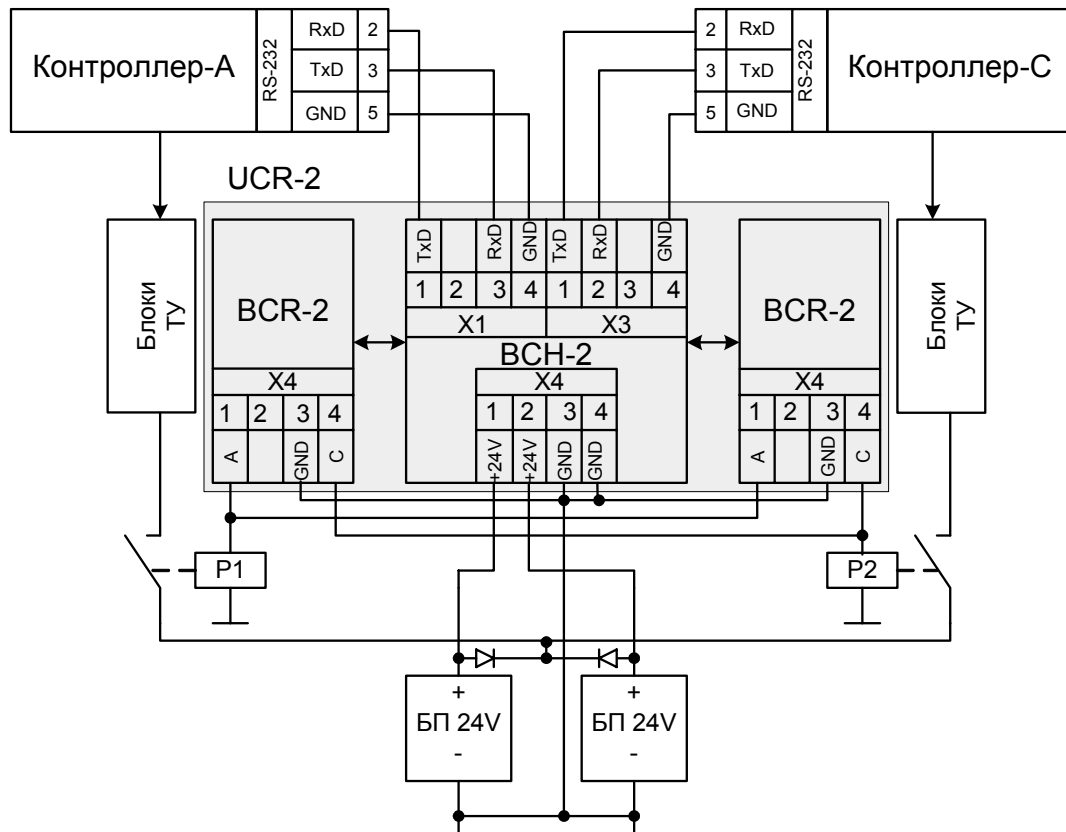 Контроллер-А
RS-232
RxD 2
TxD 3
GND 5
2 RxD
3 TxD
5 GND
RS-232
Контроллер-С
UCR-2
Блоки
ТУ
BCR-2
X4
1 2 3 4
A GND C
TxD RxD GND TxD RxD GND
1 2 3 4 1 2 3 4
X1 X3
BCH-2
X4
1 2 3 4
+24V +24V GND GND
BCR-2
X4
1 2 3 4
A GND C
Блоки
ТУ
P1
P2
+
БП 24V
-
+
БП 24V
-